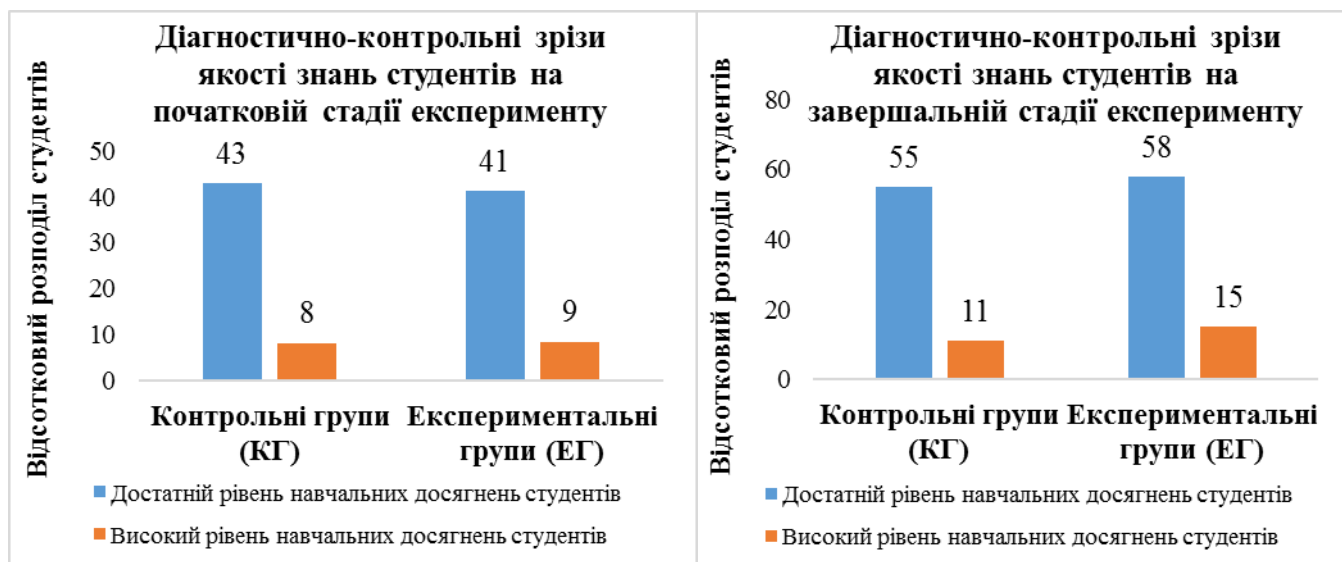 Діагностично-контрольні зрізи
якості знань студентів на
початковій стадії експерименту
Відсотковий розподіл студентів
50
40
30
20
10
0
43
8
41
9
Контрольні групи
(КГ)
Експериментальні
групи (ЕГ)
Достатній рівень навчальних досягнень студентів
Високий рівень навчальних досягнень студентів
Діагностично-контрольні зрізи
якості знань студентів на
завершальній стадії експерименту
Відсотковий розподіл студентів
80
60
40
20
0
55
11
58
15
Контрольні групи
(КГ)
Експериментальні
групи (ЕГ)
Достатній рівень навчальних досягнень студентів
Високий рівень навчальних досягнень студентів